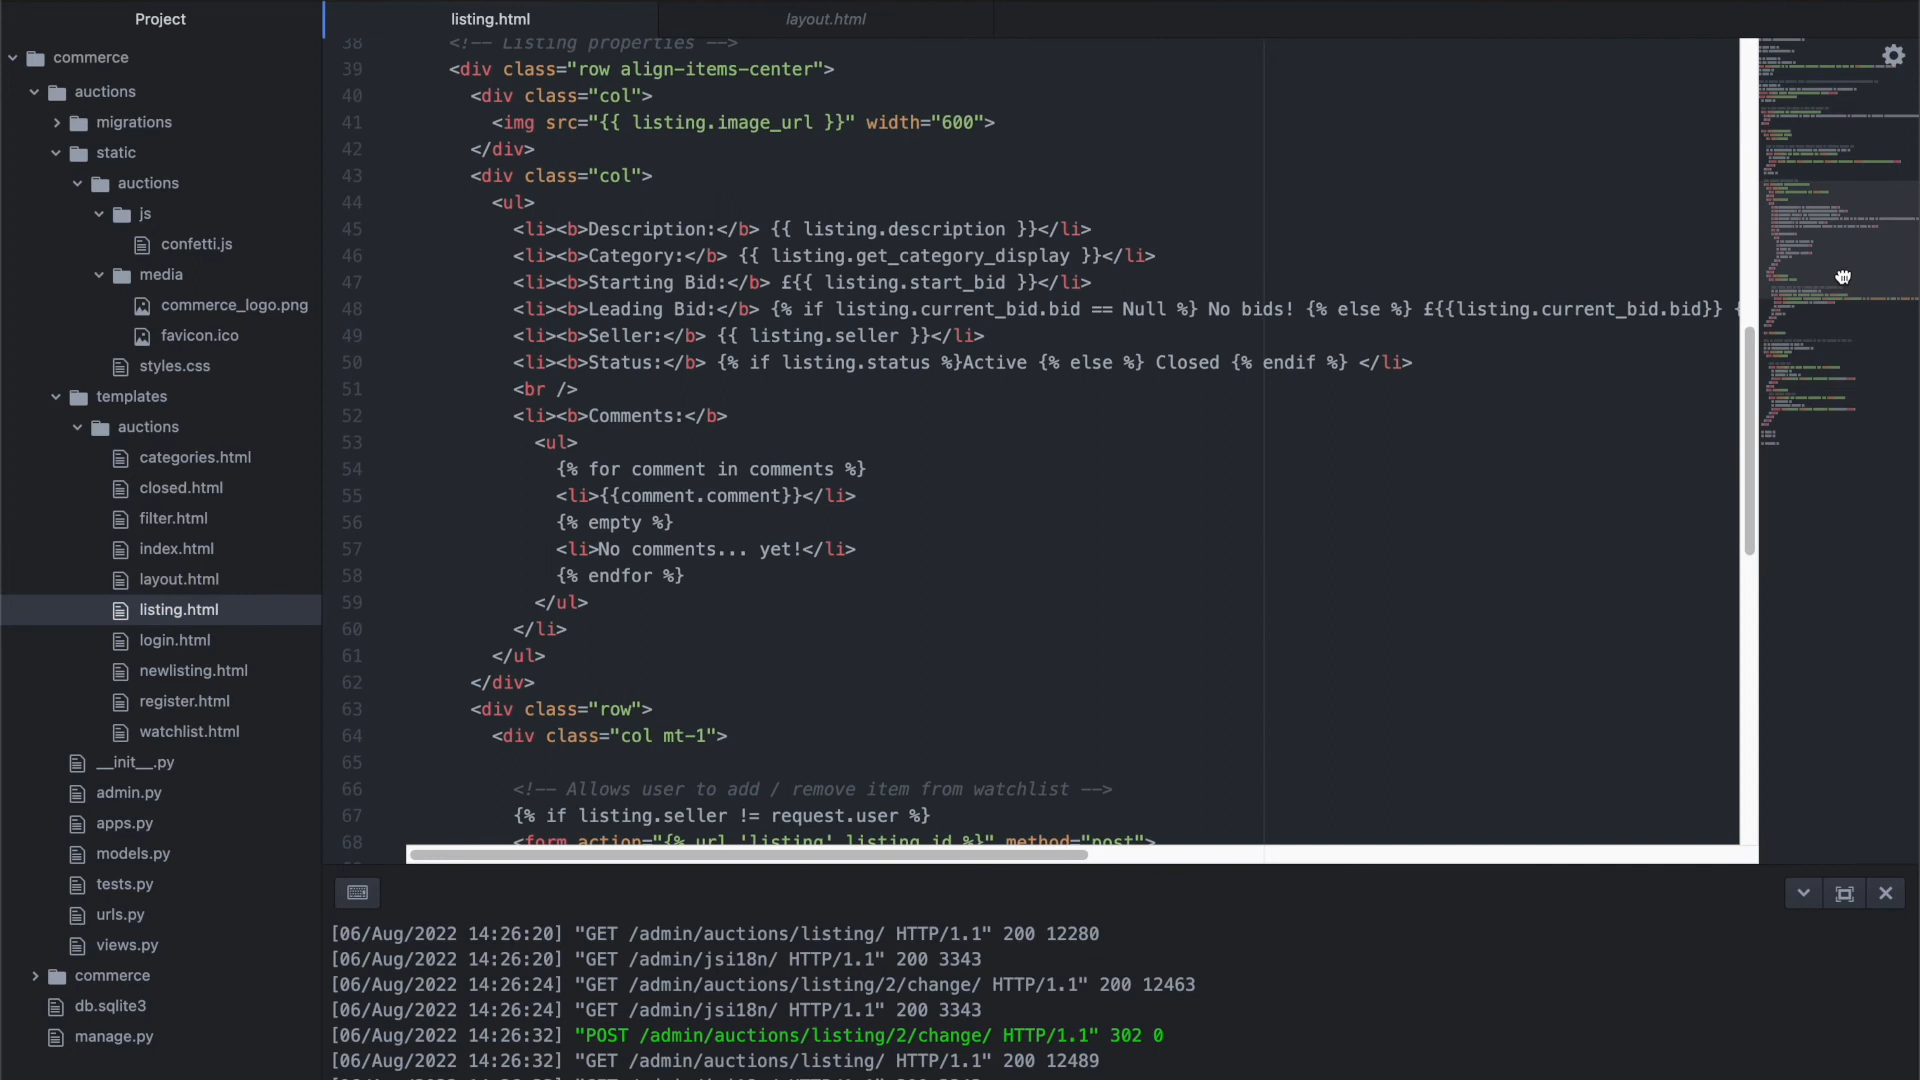 Project
commerce
auctions
migrations
static
auctions
js
confetti.js
media
commerce_logo.png
favicon.ico
styles.css
templates
auctions
categories.html
closed.html
filter.html
index.html
layout.html
listing.html
login.html
newlisting.html
register.html
watchlist.html
__init__.py
admin.py
apps.py
models.py
tests.py
urls.py
views.py
commerce
db.sqlite3
manage.py
listing.html
layout.html
38 <!-- Listing properties -->
39 <div class="row align-items-center">
40 <div class="col">
41 <img src="{{ listing.image_url }}" width="600">
42 </div>
43 <div class="col">
44 <ul>
45 <li><b>Description:</b> {{ listing.description }}</li>
46 <li><b>Category:</b> {{ listing.get_category_display }}</li>
47 <li><b>Starting Bid:</b> £{{ listing.start_bid }}</li>
48 <li><b>Leading Bid:</b> {% if listing.current_bid.bid == Null %} No bids! {% else %} £{{listing.current_bid.bid}} {
49 <li><b>Seller:</b> {{ listing.seller }}</li>
50 <li><b>Status:</b> {% if listing.status %}Active {% else %} Closed {% endif %} </li>
51 <br />
52 <li><b>Comments:</b>
53 <ul>
54 {% for comment in comments %}
55 <li>{{comment.comment}}</li>
56 {% empty %}
57 <li>No comments... yet!</li>
58 {% endfor %}
59 </ul>
60 </li>
61 </ul>
62 </div>
63 <div class="row">
64 <div class="col mt-1">
65
66 <!-- Allows user to add / remove item from watchlist -->
67 {% if listing.seller != request.user %}
68 <form action="{% url 'listing' listing.id %}" method="post">
[06/Aug/2022 14:26:20] "GET /admin/auctions/listing/ HTTP/1.1" 200 12280
[06/Aug/2022 14:26:20] "GET /admin/jsi18n/ HTTP/1.1" 200 3343
[06/Aug/2022 14:26:24] "GET /admin/auctions/listing/2/change/ HTTP/1.1" 200 12463
[06/Aug/2022 14:26:24] "GET /admin/jsi18n/ HTTP/1.1" 200 3343
[06/Aug/2022 14:26:32] "POST /admin/auctions/listing/2/change/ HTTP/1.1" 302 0
[06/Aug/2022 14:26:32] "GET /admin/auctions/listing/ HTTP/1.1" 200 12489